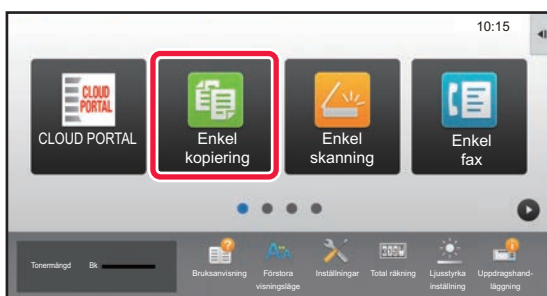 10:15
CLOUD
PORTAL
CLOUD PORTAL
Enkel
kopiering
Enkel
skanning
Enkel
fax
Tonermängd Bk
Bruksanvisning
Förstora
visningsläge
Inställningar
Total räkning
Ljusstyrka
inställning
Uppdragshand-
läggning